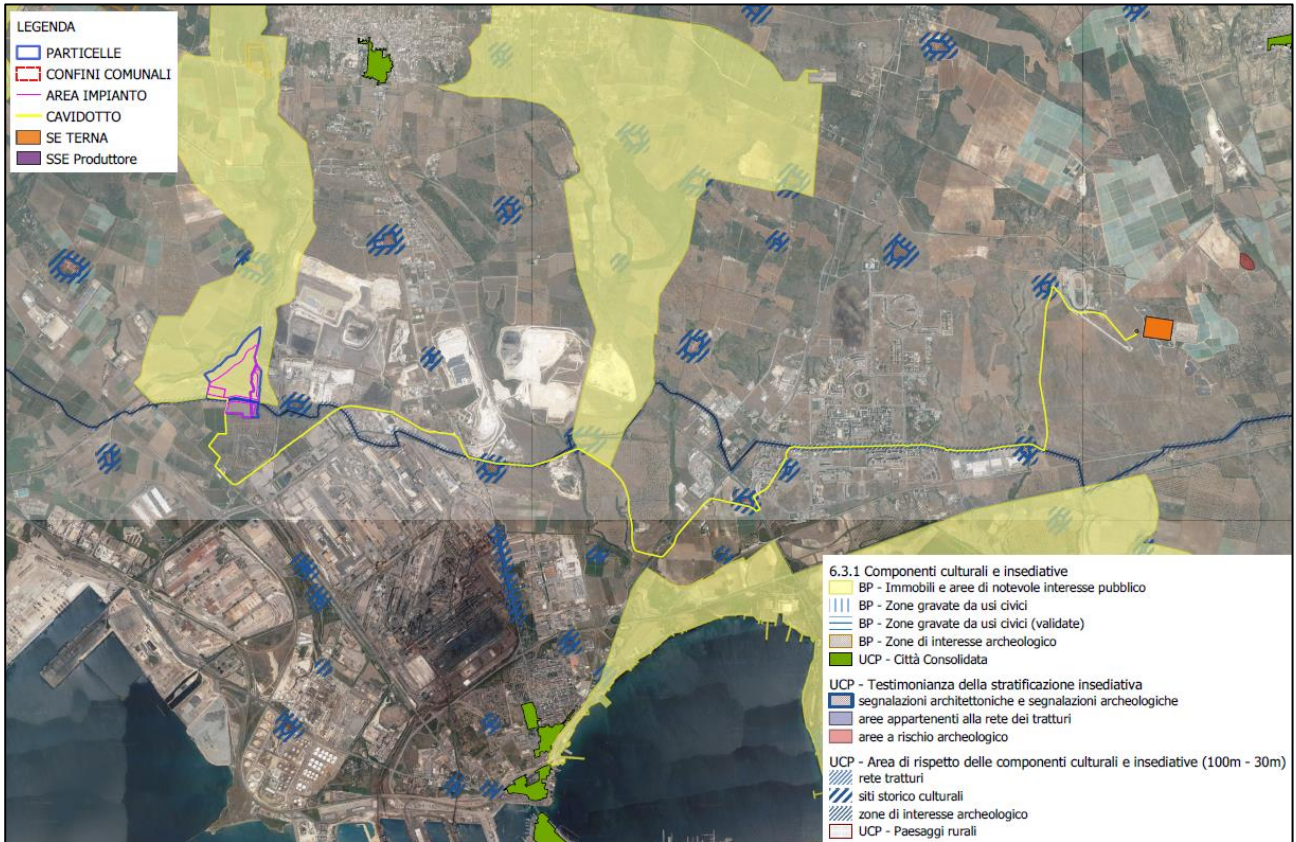 LEGENDA
PARTICELLE
CONFINI COMUNALI
AREA IMPIANTO
CAVIDOTTO
SE TERNA
SSE Produttore
6.3.1 Componenti culturali e insediative
BP - Immobili e aree di notevole interesse pubblico
BP - Zone gravate da usi civici
BP - Zone gravate da usi civici (validate)
BP - Zone di interesse archeologico
UCP - Città Consolidata
UCP - Testimonianza della stratificazione insediativa
segnalazioni architettoniche e segnalazioni archeologiche
aree appartenenti alla rete dei tratturi
aree a rischio archeologico
UCP - Area di rispetto delle componenti culturali e insediative (100m - 30m)
rete tratturi
siti storico culturali
zone di interesse archeologico
UCP - Paesaggi rurali